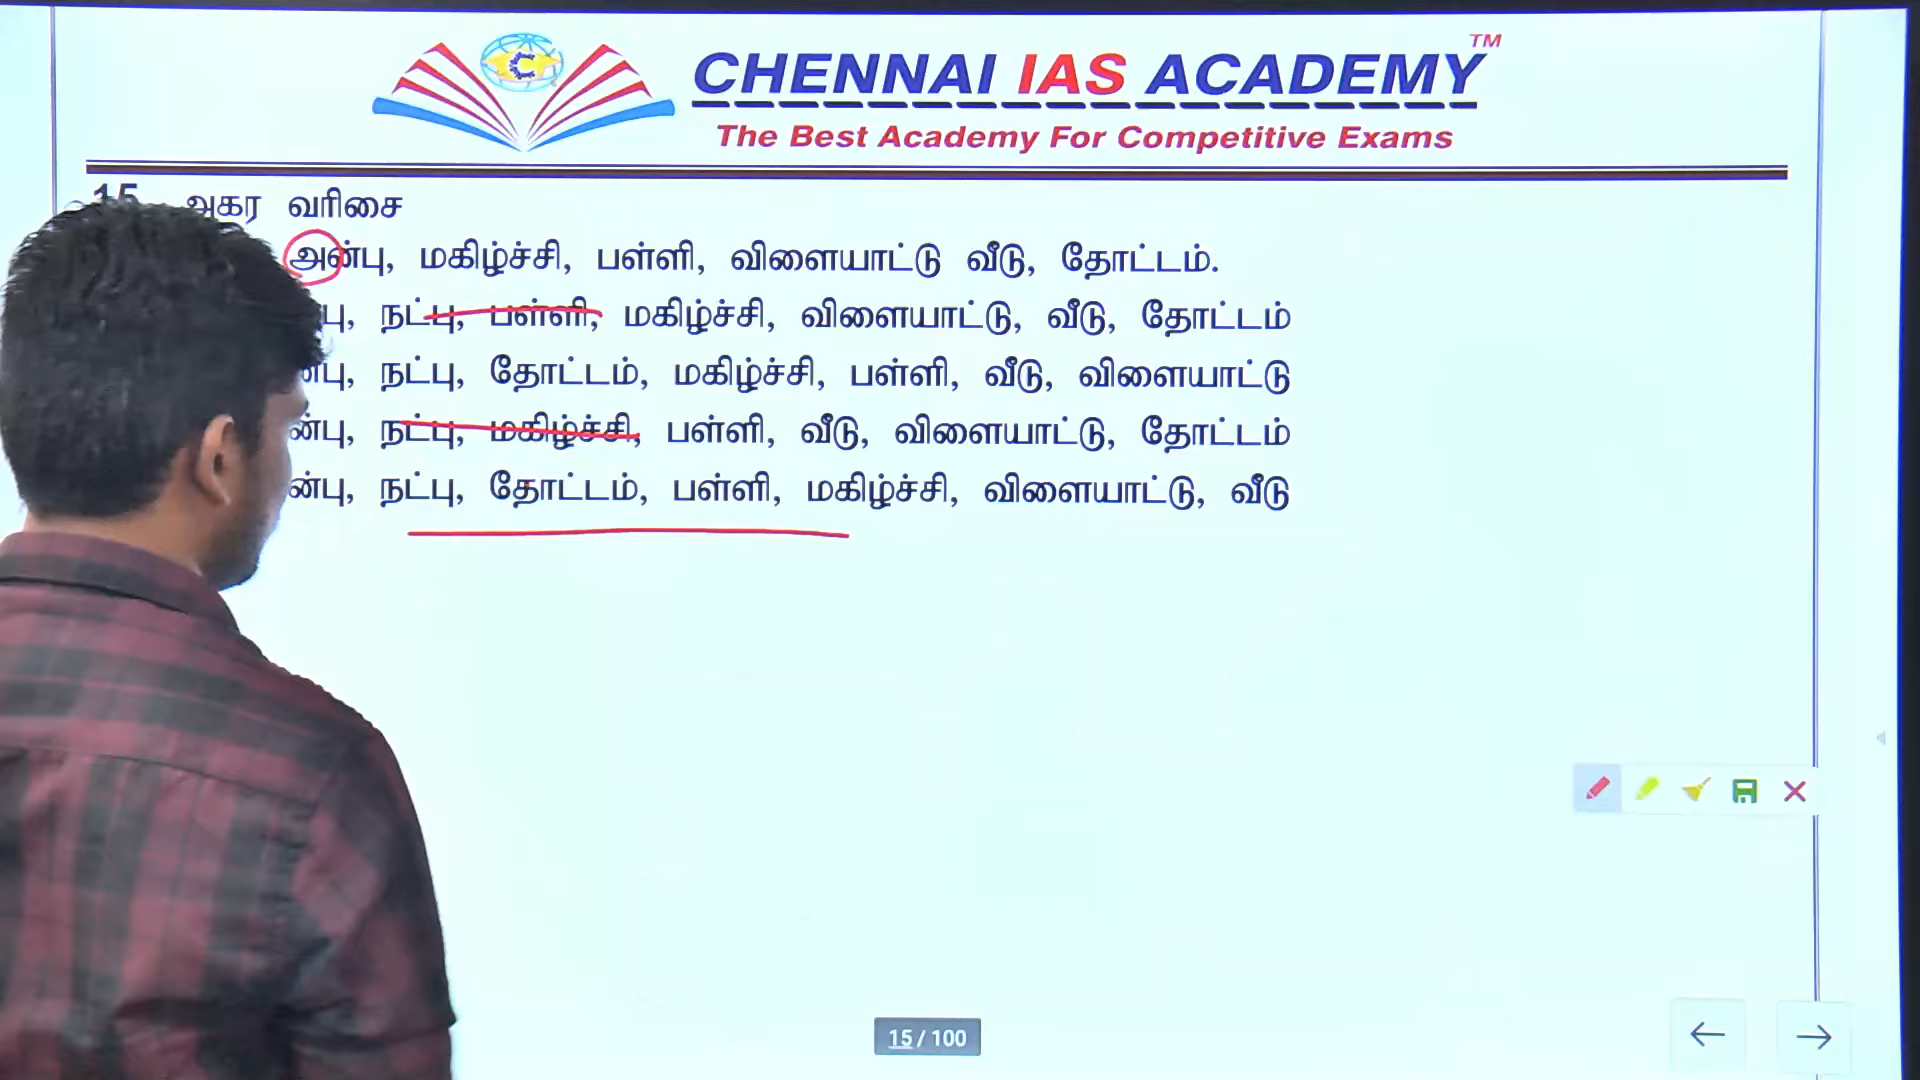 C
CHENNAI IAS ACADEMY TM
The Best Academy For Competitive Exams
15 அகர வரிசை
அன்பு, மகிழ்ச்சி, பள்ளி, விளையாட்டு வீடு, தோட்டம்.
நட்பு, பள்ளி, மகிழ்ச்சி, விளையாட்டு, வீடு, தோட்டம்
நட்பு, தோட்டம், மகிழ்ச்சி, பள்ளி, வீடு, விளையாட்டு
நட்பு, மகிழ்ச்சி, பள்ளி, வீடு, விளையாட்டு, தோட்டம்
நட்பு, தோட்டம், பள்ளி, மகிழ்ச்சி, விளையாட்டு, வீடு
15 / 100